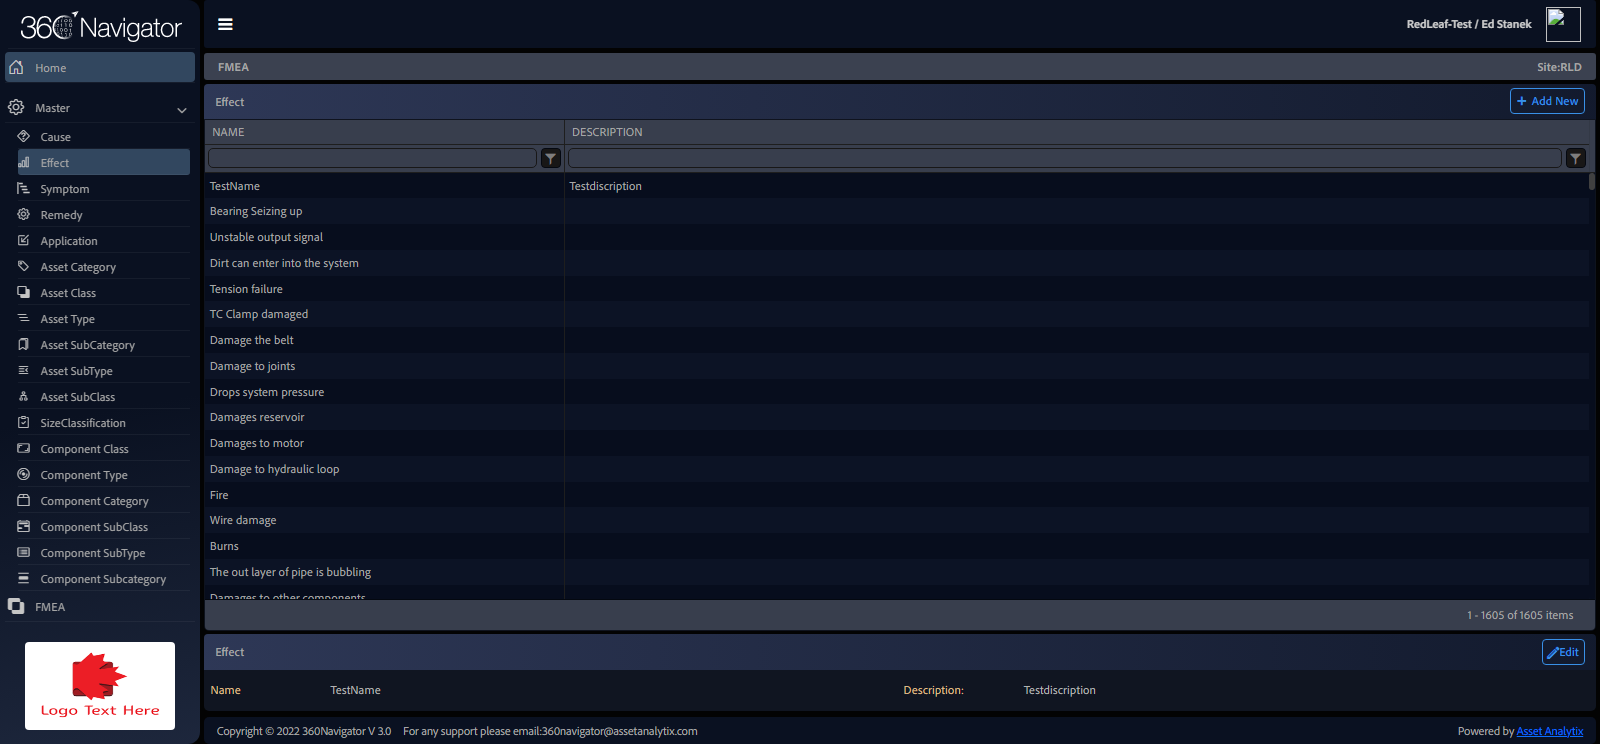 360 Navigator
RedLeaf-Test / Ed Stanek
Home
Master
Cause
Effect
Symptom
Remedy
Application
Asset Category
Asset Class
Asset Type
Asset SubCategory
Asset SubType
Asset SubClass
SizeClassification
Component Class
Component Type
Component Category
Component SubClass
Component SubType
Component Subcategory
FMEA
Logo Text Here
FMEA Site:RLD
Effect + Add New
NAME DESCRIPTION
TestName Testdiscription
Bearing Seizing up
Unstable output signal
Dirt can enter into the system
Tension failure
TC Clamp damaged
Damage the belt
Damage to joints
Drops system pressure
Damages reservoir
Damages to motor
Damage to hydraulic loop
Fire
Wire damage
Burns
The out layer of pipe is bubbling
Damages to other components
1 - 1605 of 1605 items
Effect Edit
Name TestName Description: Testdiscription
Copyright © 2022 360Navigator V 3.0 For any support please email:360navigator@assetanalytix.com Powered by Asset Analytix